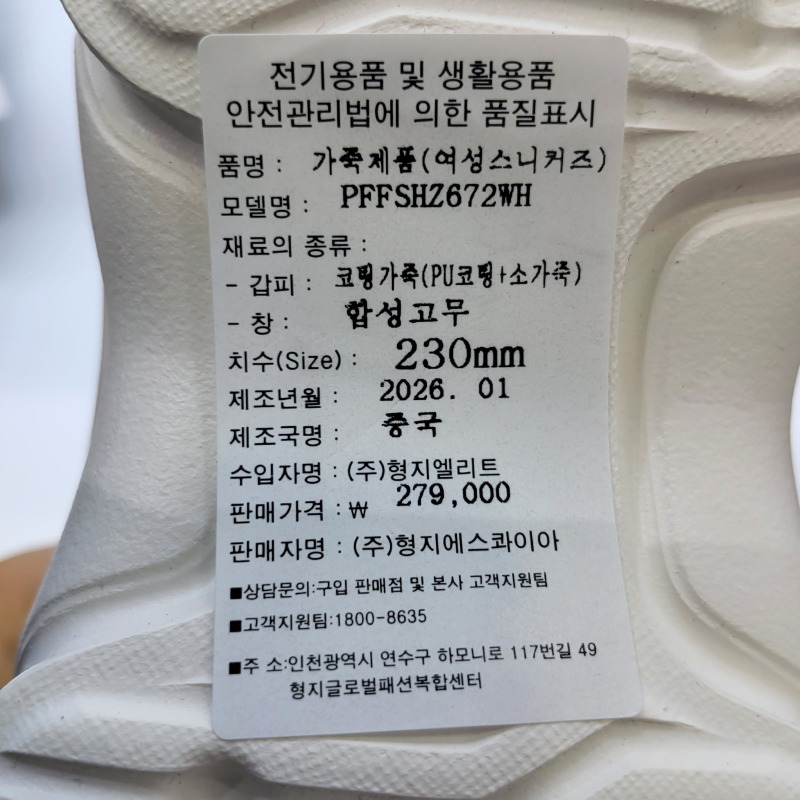 전기용품 및 생활용품
안전관리법에 의한 품질표시
품명 : 가죽제품(여성스니커즈)
모델명 : PFFSHZ672WH
재료의 종류 :
- 갑피 : 코팅가죽(PU코팅+소가죽)
- 창 : 합성고무
치수(Size) : 230mm
제조년월 : 2026. 01
제조국명 : 중국
수입자명 : (주)형지엘리트
판매가격 : ₩ 279,000
판매자명 : (주)형지에스콰이아
■상담문의:구입 판매점 및 본사 고객지원팀
■고객지원팀:1800-8635
■주 소:인천광역시 연수구 하모니로 117번길 49
형지글로벌패션복합센터